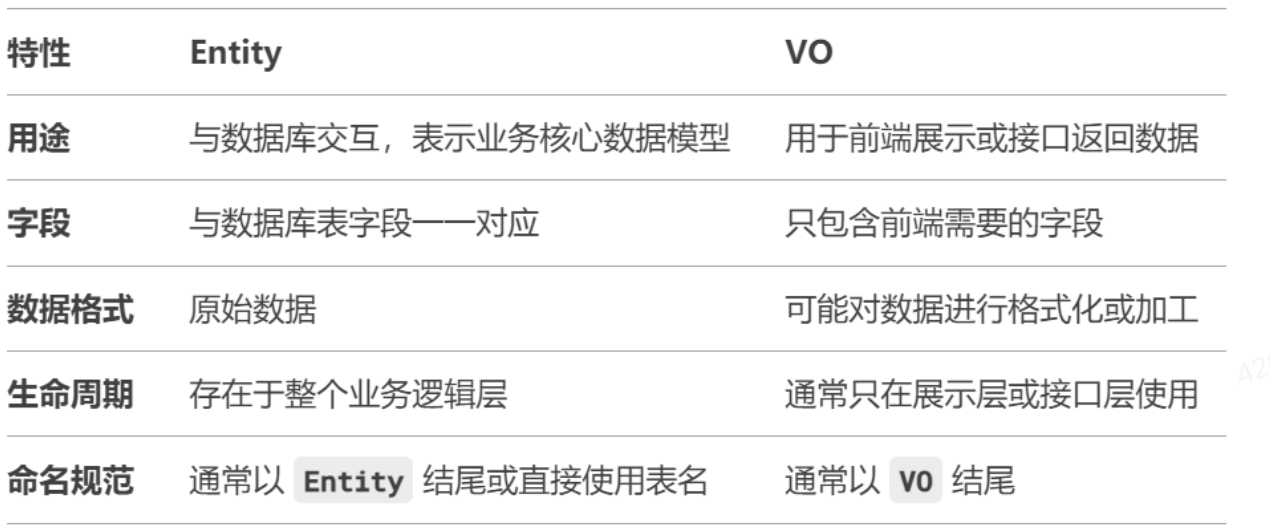 特性 Entity VO
用途 与数据库交互，表示业务核心数据模型 用于前端展示或接口返回数据
字段 与数据库表字段一一对应 只包含前端需要的字段
数据格式 原始数据 可能对数据进行格式化或加工
生命周期 存在于整个业务逻辑层 通常只在展示层或接口层使用
命名规范 通常以 Entity 结尾或直接使用表名 通常以 VO 结尾